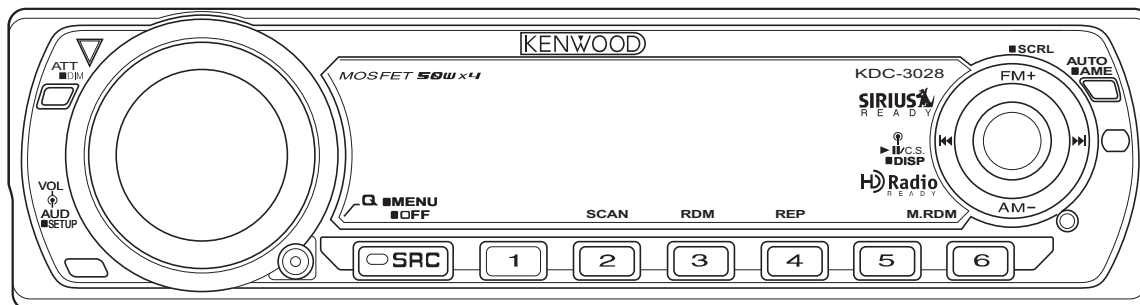 KENWOOD
ATT
■DIM
MOSFET 50W x 4
KDC-3028
■SCRL
AUTO
■AME
FM+
SIRIUS
READY
⏮
⏭
►II/C.S.
■DISP
HD Radio
READY
AM−
VOL
AUD
■SETUP
Q ■MENU
■OFF
SCAN
RDM
REP
M.RDM
SRC
1
2
3
4
5
6